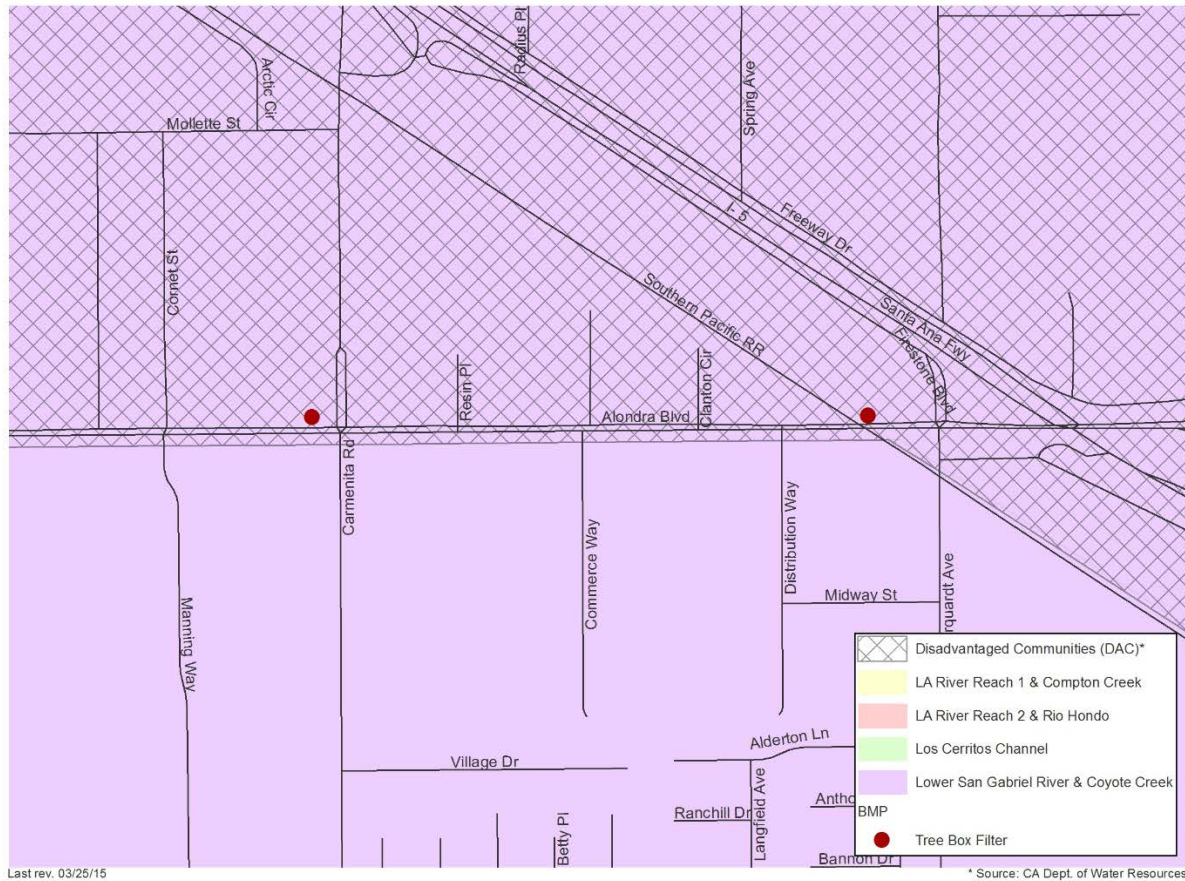 Radius Pl
Arctic Cir
Spring Ave
Mollette St
Freeway Dr
I- 5
Cornet St
Southern Pacific RR
Santa Ana Fwy
Firestone Blvd
Resin Pl
Clanton Cir
Alondra Blvd
Carmenita Rd
Commerce Way
Distribution Way
Manning Way
Midway St
rquardt Ave
Disadvantaged Communities (DAC)*
LA River Reach 1 & Compton Creek
LA River Reach 2 & Rio Hondo
Los Cerritos Channel
Lower San Gabriel River & Coyote Creek
BMP
Tree Box Filter
Alderton Ln
Village Dr
Langfield Ave
Ranchill Dr
Antho
Betty Pl
Bannon Dr
Last rev. 03/25/15
* Source: CA Dept. of Water Resources